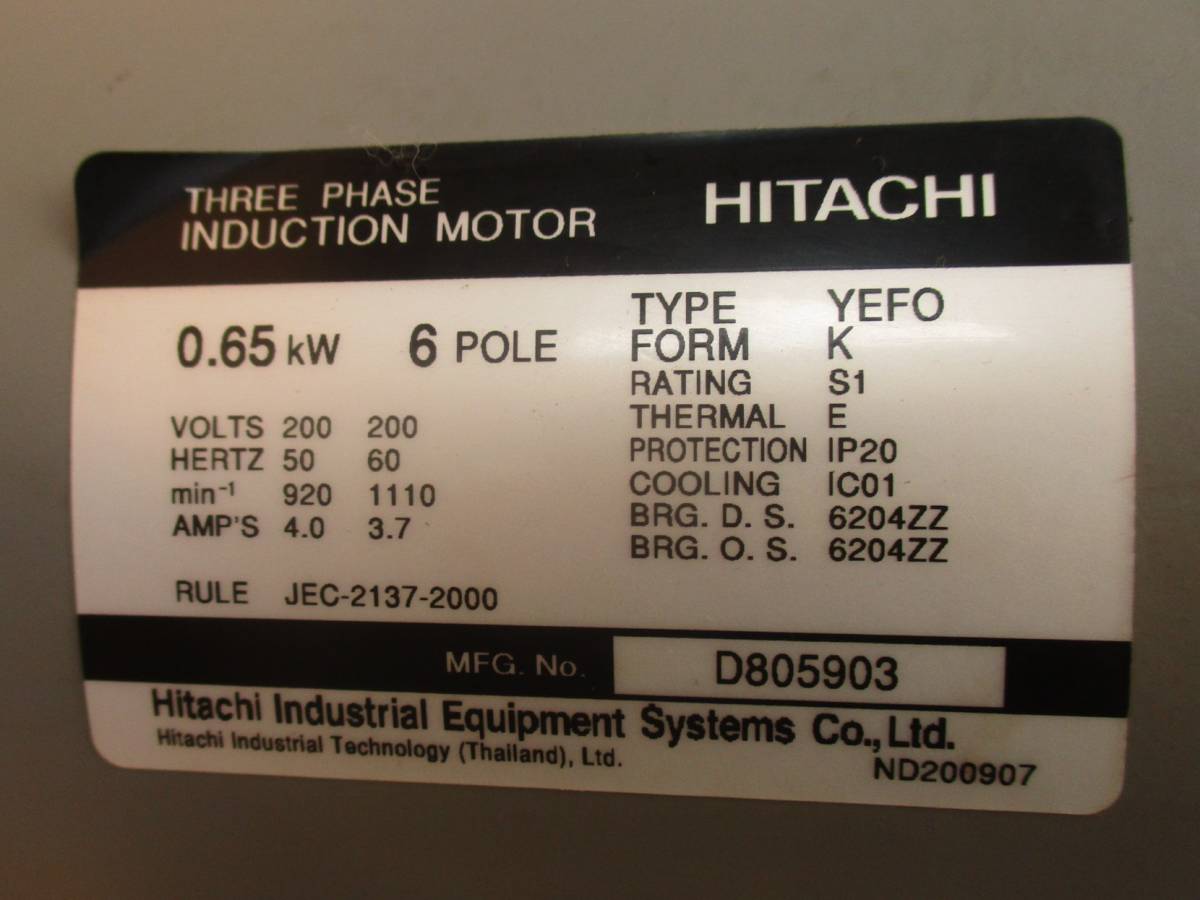 THREE PHASE
INDUCTION MOTOR
HITACHI
0.65 kW 6 POLE
VOLTS 200 200
HERTZ 50 60
min⁻¹ 920 1110
AMP'S 4.0 3.7
RULE JEC-2137-2000
TYPE YEFO
FORM K
RATING S1
THERMAL E
PROTECTION IP20
COOLING IC01
BRG. D. S. 6204ZZ
BRG. O. S. 6204ZZ
MFG. No. D805903
Hitachi Industrial Equipment Systems Co., Ltd.
Hitachi Industrial Technology (Thailand), Ltd.
ND200907